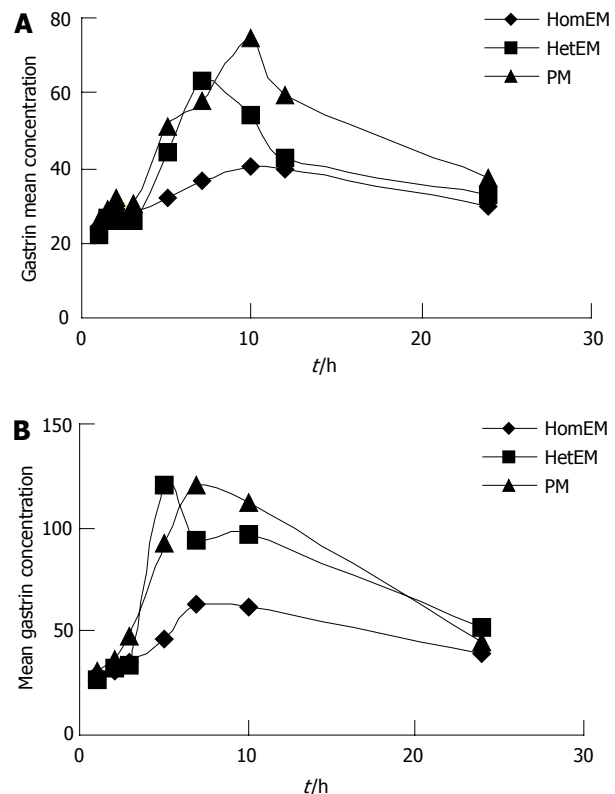 A
HomEM
HetEM
PM
Gastrin mean concentration
80
60
40
20
0
0 10 20 30
t/h
B
HomEM
HetEM
PM
Mean gastrin concentration
150
100
50
0
0 10 20 30
t/h